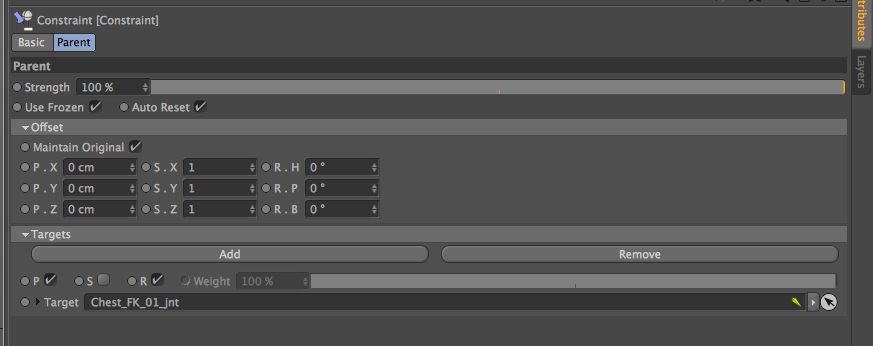 Constraint [Constraint]
Basic Parent
Parent
Strength 100 %
Use Frozen Auto Reset
Offset
Maintain Original
P . X 0 cm S . X 1 R . H 0 °
P . Y 0 cm S . Y 1 R . P 0 °
P . Z 0 cm S . Z 1 R . B 0 °
Targets
Add Remove
P S R Weight 100 %
Target Chest_FK_01_jnt
Layers